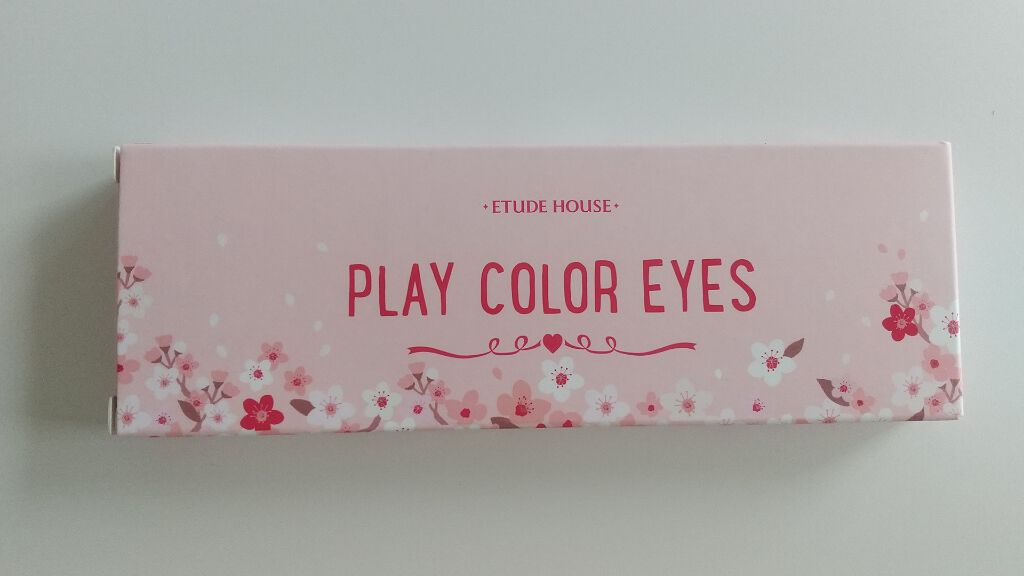 ETUDE HOUSE
PLAY COLOR EYES